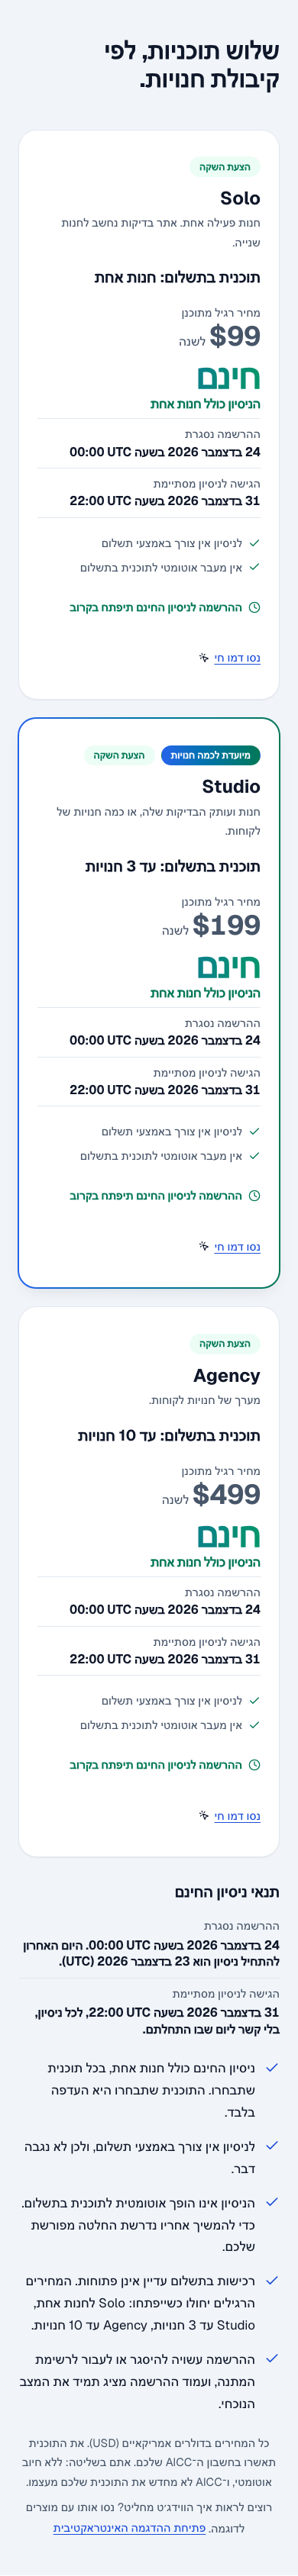 שלוש תוכניות, לפי
קיבולת חנויות.
הצעת השקה
Solo
חנות פעילה אחת. אתר בדיקות נחשב לחנות
שנייה.
תוכנית בתשלום: חנות אחת
מחיר רגיל מתוכנן
$99 לשנה
חינם
הניסיון כולל חנות אחת
ההרשמה נסגרת
24 בדצמבר 2026 בשעה 00:00 UTC
הגישה לניסיון מסתיימת
31 בדצמבר 2026 בשעה 22:00 UTC
לניסיון אין צורך באמצעי תשלום
אין מעבר אוטומטי לתוכנית בתשלום
ההרשמה לניסיון החינם תיפתח בקרוב
נסו דמו חי
מיועדת לכמה חנויות
הצעת השקה
Studio
חנות ועותק הבדיקות שלה, או כמה חנויות של
לקוחות.
תוכנית בתשלום: עד 3 חנויות
מחיר רגיל מתוכנן
$199 לשנה
חינם
הניסיון כולל חנות אחת
ההרשמה נסגרת
24 בדצמבר 2026 בשעה 00:00 UTC
הגישה לניסיון מסתיימת
31 בדצמבר 2026 בשעה 22:00 UTC
לניסיון אין צורך באמצעי תשלום
אין מעבר אוטומטי לתוכנית בתשלום
ההרשמה לניסיון החינם תיפתח בקרוב
נסו דמו חי
הצעת השקה
Agency
מערך של חנויות לקוחות.
תוכנית בתשלום: עד 10 חנויות
מחיר רגיל מתוכנן
$499 לשנה
חינם
הניסיון כולל חנות אחת
ההרשמה נסגרת
24 בדצמבר 2026 בשעה 00:00 UTC
הגישה לניסיון מסתיימת
31 בדצמבר 2026 בשעה 22:00 UTC
לניסיון אין צורך באמצעי תשלום
אין מעבר אוטומטי לתוכנית בתשלום
ההרשמה לניסיון החינם תיפתח בקרוב
נסו דמו חי
תנאי ניסיון החינם
ההרשמה נסגרת
24 בדצמבר 2026 בשעה 00:00 UTC. היום האחרון
להתחיל ניסיון הוא 23 בדצמבר 2026 (UTC).
הגישה לניסיון מסתיימת
31 בדצמבר 2026 בשעה 22:00 UTC, לכל ניסיון,
בלי קשר ליום שבו התחלתם.
ניסיון החינם כולל חנות אחת, בכל תוכנית
שתבחרו. התוכנית שתבחרו היא העדפה
בלבד.
לניסיון אין צורך באמצעי תשלום, ולכן לא נגבה
דבר.
הניסיון אינו הופך אוטומטית לתוכנית בתשלום.
כדי להמשיך אחריו נדרשת החלטה מפורשת
שלכם.
רכישות בתשלום עדיין אינן פתוחות. המחירים
הרגילים יחולו כשייפתחו: Solo לחנות אחת,
Studio עד 3 חנויות, Agency עד 10 חנויות.
ההרשמה עשויה להיסגר או לעבור לרשימת
המתנה, ועמוד ההרשמה מציג תמיד את המצב
הנוכחי.
כל המחירים בדולרים אמריקאיים (USD). את התוכנית
תאשרו בחשבון ה־AICC שלכם. אתם בשליטה: ללא חיוב
אוטומטי, ו־AICC לא מחדש את התוכנית שלכם מעצמו.
רוצים לראות איך הווידג׳ט מחליט? נסו אותו עם מוצרים
לדוגמה. פתיחת ההדגמה האינטראקטיבית